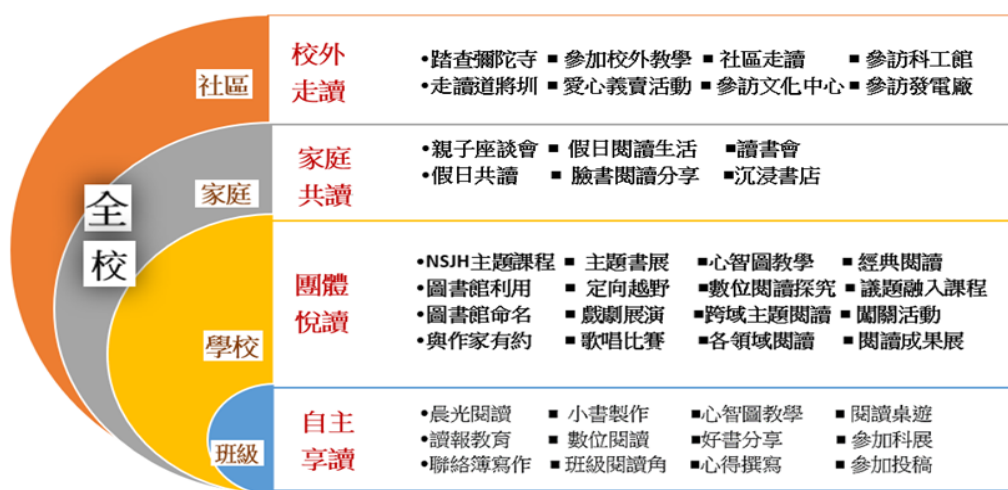 全
校
社區
校外
走讀
•踏查彌陀寺 ■ 參加校外教學 ■ 社區走讀 ■ 參訪科工館
•走讀道將圳 ■ 愛心義賣活動 ■ 參訪文化中心 ■ 參訪發電廠
家庭
家庭
共讀
•親子座談會 ■ 假日閱讀生活 ■讀書會
•假日共讀 ■ 臉書閱讀分享 ■沉浸書店
學校
團體
悅讀
•NSJH主題課程 ■ 主題書展 ■心智圖教學 ■ 經典閱讀
•圖書館利用 ■ 定向越野 ■數位閱讀探究 ■ 議題融入課程
•圖書館命名 ■ 戲劇展演 ■跨域主題閱讀 ■ 闖關活動
•與作家有約 ■ 歌唱比賽 ■各領域閱讀 ■ 閱讀成果展
班級
自主
享讀
•晨光閱讀 ■ 小書製作 ■心智圖教學 ■ 閱讀桌遊
•讀報教育 ■ 數位閱讀 ■好書分享 ■ 參加科展
•聯絡簿寫作 ■ 班級閱讀角 ■心得撰寫 ■ 參加投稿